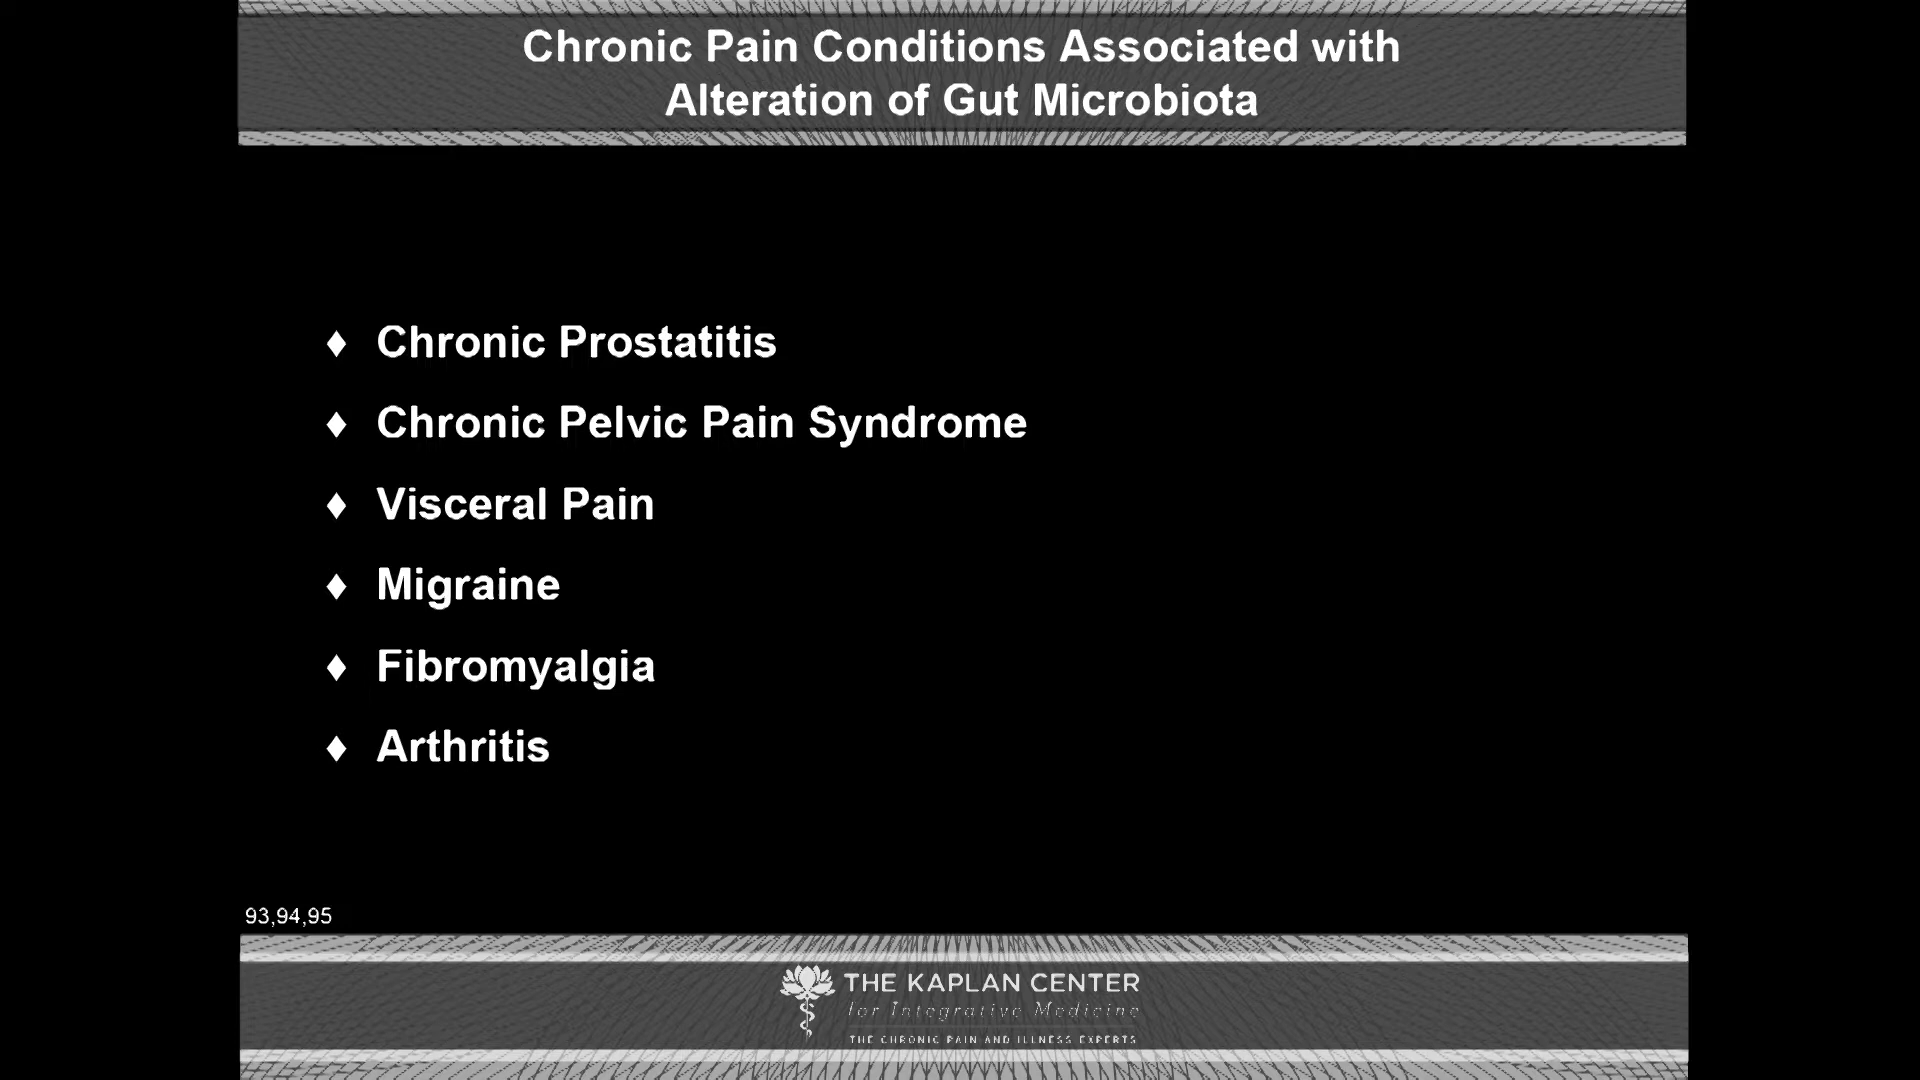 Chronic Pain Conditions Associated with
Alteration of Gut Microbiota
♦ Chronic Prostatitis
♦ Chronic Pelvic Pain Syndrome
♦ Visceral Pain
♦ Migraine
♦ Fibromyalgia
♦ Arthritis
93,94,95
THE KAPLAN CENTER
for Integrative Medicine
THE CHRONIC PAIN AND ILLNESS EXPERTS